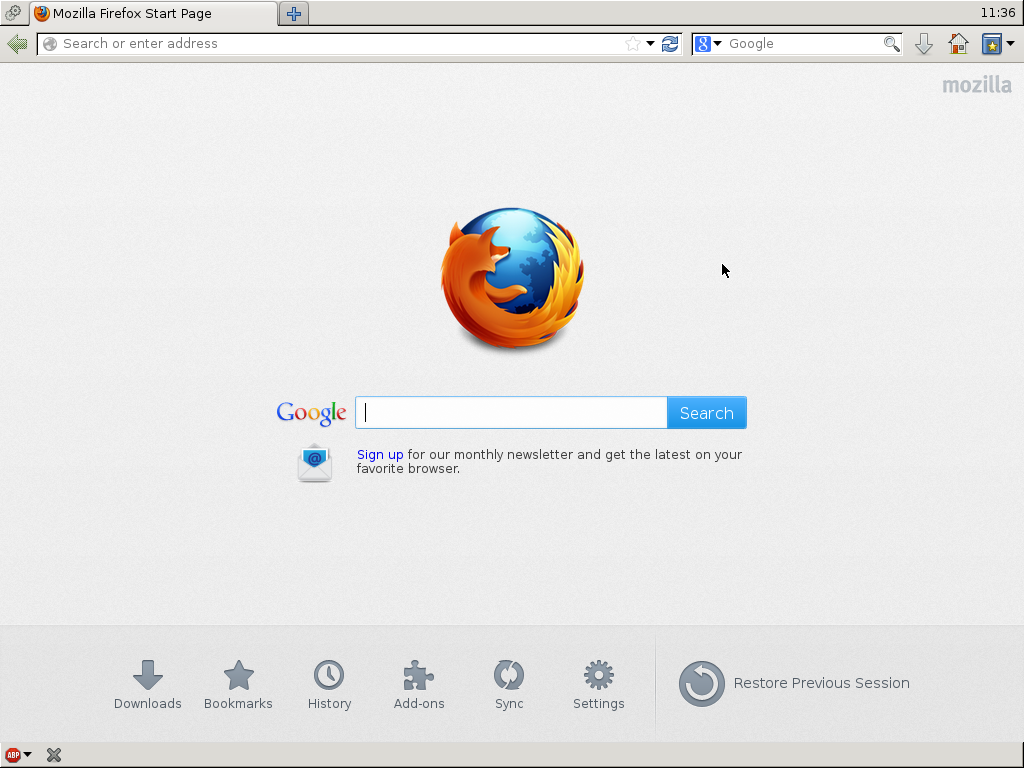 Mozilla Firefox Start Page
11:36
Search or enter address
8 Google
mozilla
Google
Search
@
Sign up for our monthly newsletter and get the latest on your
favorite browser.
Downloads
Bookmarks
History
Add-ons
Sync
Settings
Restore Previous Session
ABP